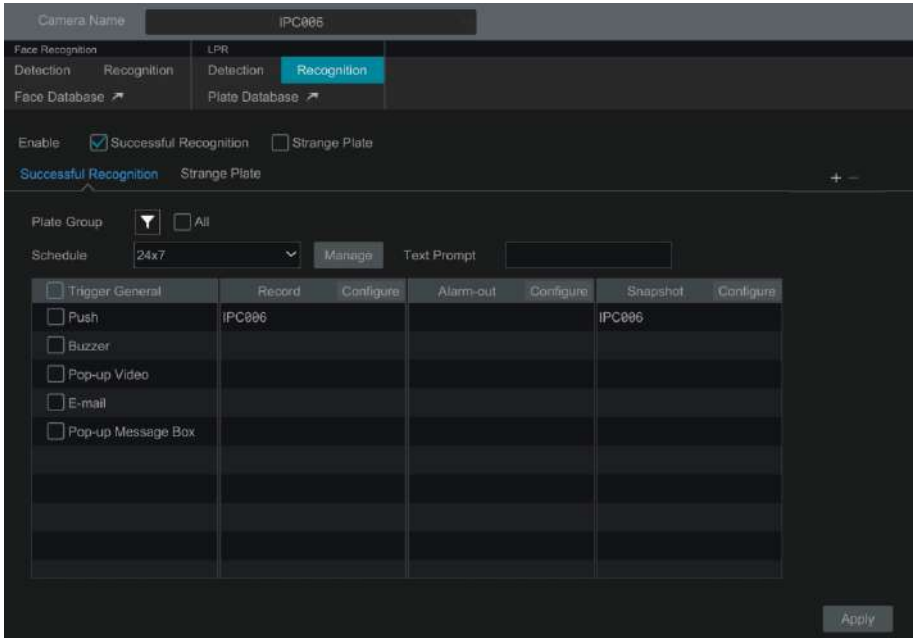 Camera Name IPC006
Face Recognition LPR
Detection Recognition Detection Recognition
Face Database Plate Database
Enable Successful Recognition Strange Plate
Successful Recognition Strange Plate + −
Plate Group All
Schedule 24x7 Manage Text Prompt
Trigger General Record Configure Alarm-out Configure Snapshot Configure
Push IPC006 IPC006
Buzzer
Pop-up Video
E-mail
Pop-up Message Box
Apply